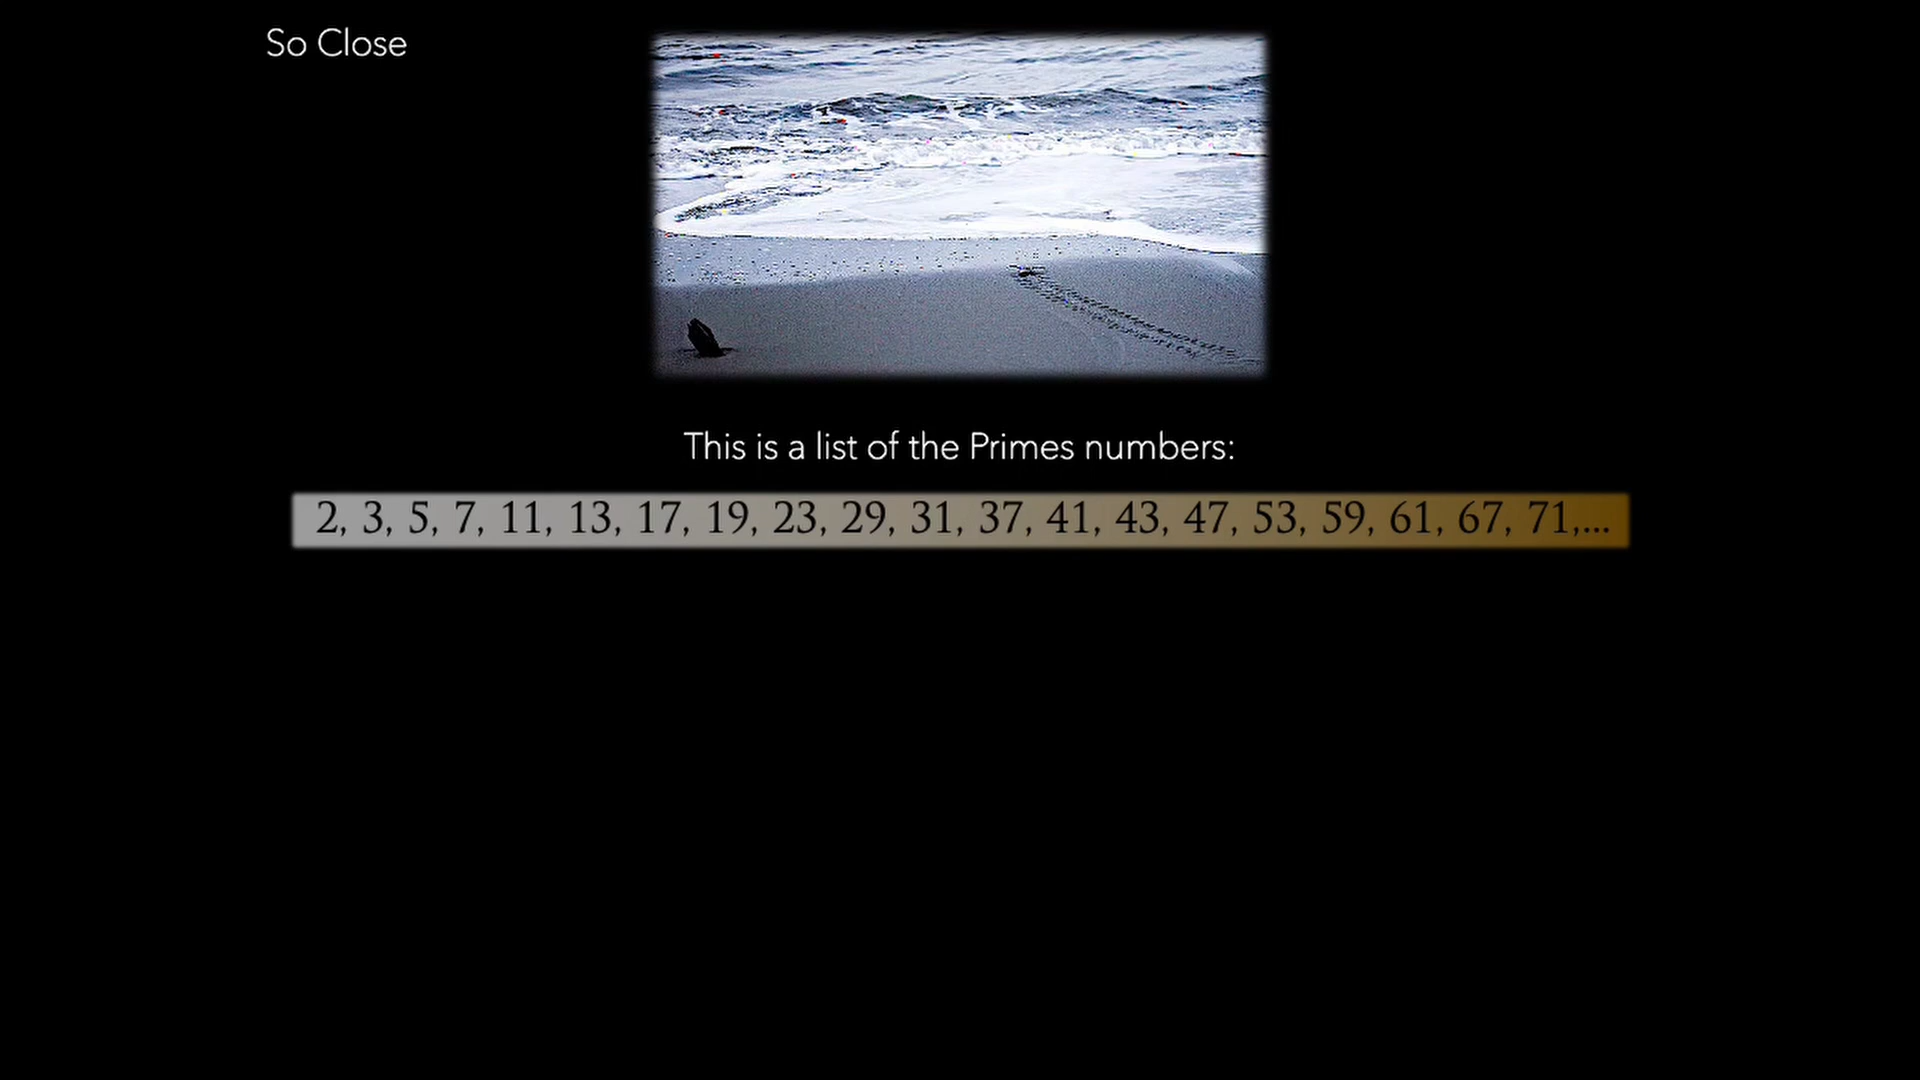 So Close
This is a list of the Primes numbers:
2, 3, 5, 7, 11, 13, 17, 19, 23, 29, 31, 37, 41, 43, 47, 53, 59, 61, 67, 71,...